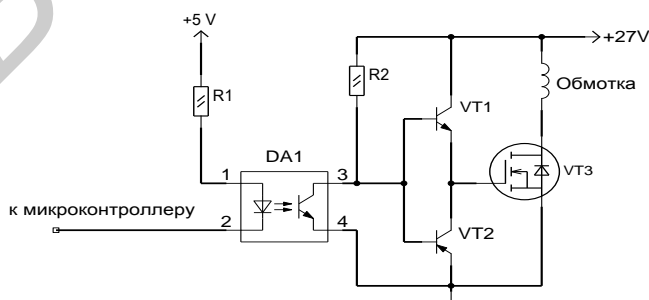 +5 V
+27V
R1
R2
Обмотка
VT1
DA1
VT3
1
3
к микроконтроллеру
2
4
VT2